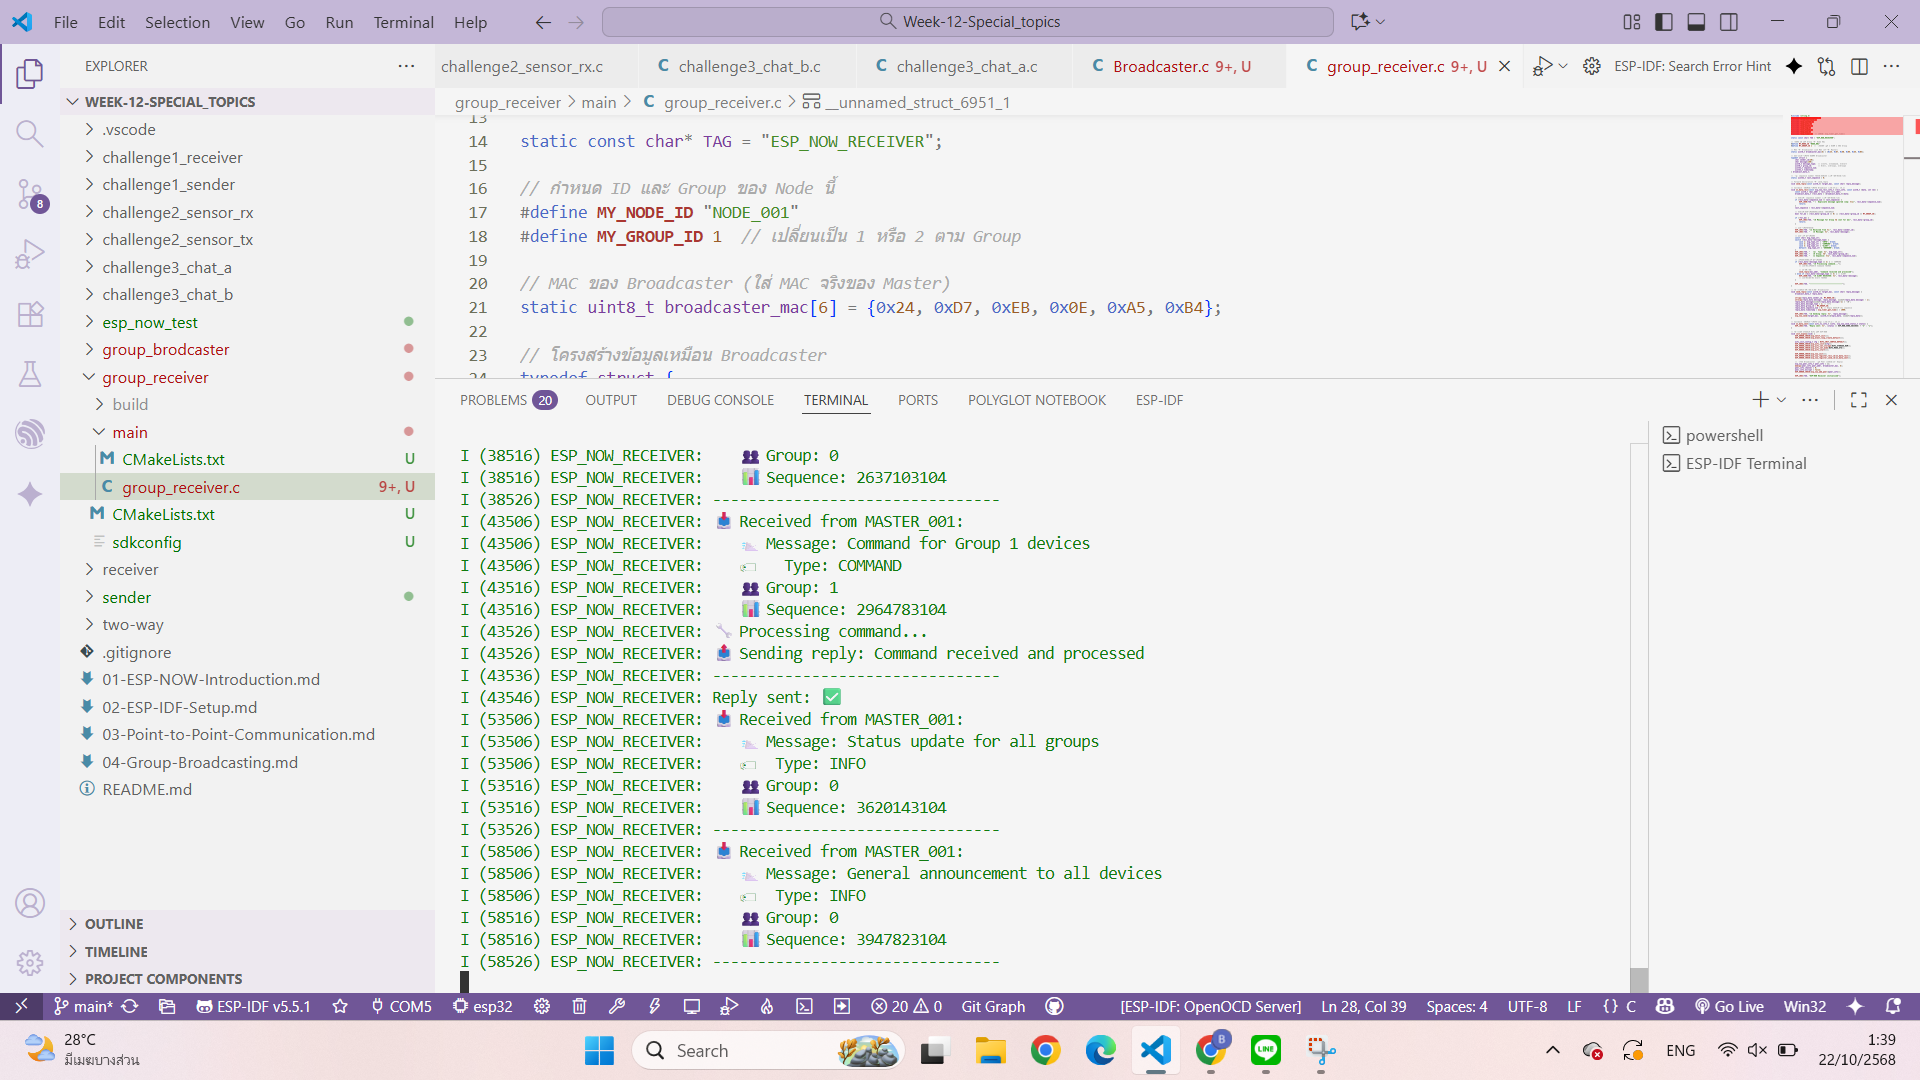 File Edit Selection View Go Run Terminal Help
Week-12-Special_topics
EXPLORER
WEEK-12-SPECIAL_TOPICS
.vscode
challenge1_receiver
challenge1_sender
challenge2_sensor_rx
challenge2_sensor_tx
challenge3_chat_a
challenge3_chat_b
esp_now_test
group_brodcaster
group_receiver
build
main
CMakeLists.txt U
group_receiver.c 9+, U
CMakeLists.txt U
sdkconfig U
receiver
sender
two-way
.gitignore
01-ESP-NOW-Introduction.md
02-ESP-IDF-Setup.md
03-Point-to-Point-Communication.md
04-Group-Broadcasting.md
README.md
OUTLINE
TIMELINE
PROJECT COMPONENTS
8
challenge2_sensor_rx.c
C challenge3_chat_b.c
C challenge3_chat_a.c
C Broadcaster.c 9+, U
C group_receiver.c 9+, U
ESP-IDF: Search Error Hint
group_receiver > main > C group_receiver.c > __unnamed_struct_6951_1
13
14 static const char* TAG = "ESP_NOW_RECEIVER";
15
16 // กำหนด ID และ Group ของ Node นี้
17 #define MY_NODE_ID "NODE_001"
18 #define MY_GROUP_ID 1 // เปลี่ยนเป็น 1 หรือ 2 ตาม Group
19
20 // MAC ของ Broadcaster (ใส่ MAC จริงของ Master)
21 static uint8_t broadcaster_mac[6] = {0x24, 0xD7, 0xEB, 0x0E, 0xA5, 0xB4};
22
23 // โครงสร้างข้อมูลเหมือน Broadcaster
24 typedef struct {
PROBLEMS 20 OUTPUT DEBUG CONSOLE TERMINAL PORTS POLYGLOT NOTEBOOK ESP-IDF
powershell
ESP-IDF Terminal
I (38516) ESP_NOW_RECEIVER: 👥 Group: 0
I (38516) ESP_NOW_RECEIVER: 📊 Sequence: 2637103104
I (38526) ESP_NOW_RECEIVER: --------------------------------
I (43506) ESP_NOW_RECEIVER: 📥 Received from MASTER_001:
I (43506) ESP_NOW_RECEIVER: 📨 Message: Command for Group 1 devices
I (43506) ESP_NOW_RECEIVER: 🏷️ Type: COMMAND
I (43516) ESP_NOW_RECEIVER: 👥 Group: 1
I (43516) ESP_NOW_RECEIVER: 📊 Sequence: 2964783104
I (43526) ESP_NOW_RECEIVER: 🔧 Processing command...
I (43526) ESP_NOW_RECEIVER: 📤 Sending reply: Command received and processed
I (43536) ESP_NOW_RECEIVER: --------------------------------
I (43546) ESP_NOW_RECEIVER: Reply sent: ✅
I (53506) ESP_NOW_RECEIVER: 📥 Received from MASTER_001:
I (53506) ESP_NOW_RECEIVER: 📨 Message: Status update for all groups
I (53506) ESP_NOW_RECEIVER: 🏷️ Type: INFO
I (53516) ESP_NOW_RECEIVER: 👥 Group: 0
I (53516) ESP_NOW_RECEIVER: 📊 Sequence: 3620143104
I (53526) ESP_NOW_RECEIVER: --------------------------------
I (58506) ESP_NOW_RECEIVER: 📥 Received from MASTER_001:
I (58506) ESP_NOW_RECEIVER: 📨 Message: General announcement to all devices
I (58506) ESP_NOW_RECEIVER: 🏷️ Type: INFO
I (58516) ESP_NOW_RECEIVER: 👥 Group: 0
I (58516) ESP_NOW_RECEIVER: 📊 Sequence: 3947823104
I (58526) ESP_NOW_RECEIVER: --------------------------------
main* ESP-IDF v5.5.1 COM5 esp32 20 0 Git Graph [ESP-IDF: OpenOCD Server] Ln 28, Col 39 Spaces: 4 UTF-8 LF {} C Go Live Win32
28°C
มีเมฆบางส่วน
Search
B
LINE
ENG
1:39
22/10/2568